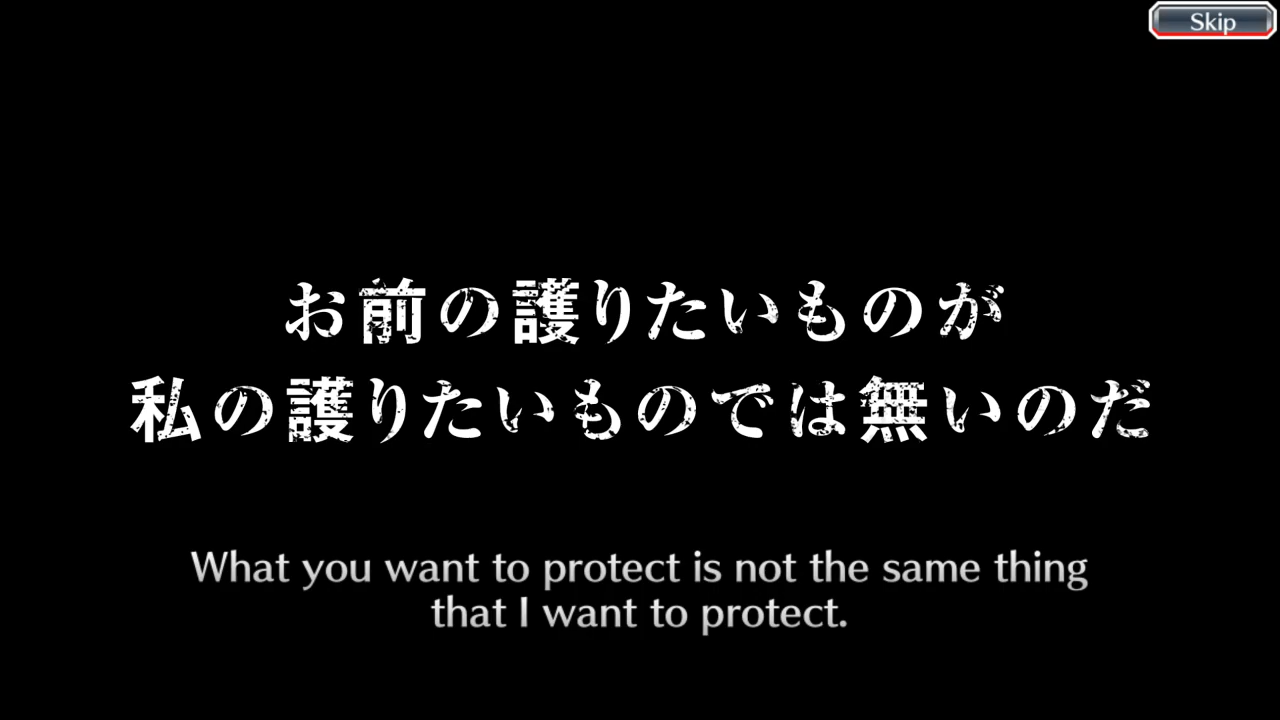 Skip
お前の護りたいものが
私の護りたいものでは無いのだ
What you want to protect is not the same thing
that I want to protect.